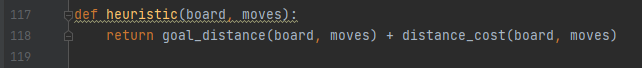 117 def heuristic(board, moves):
118     return goal_distance(board, moves) + distance_cost(board, moves)
119